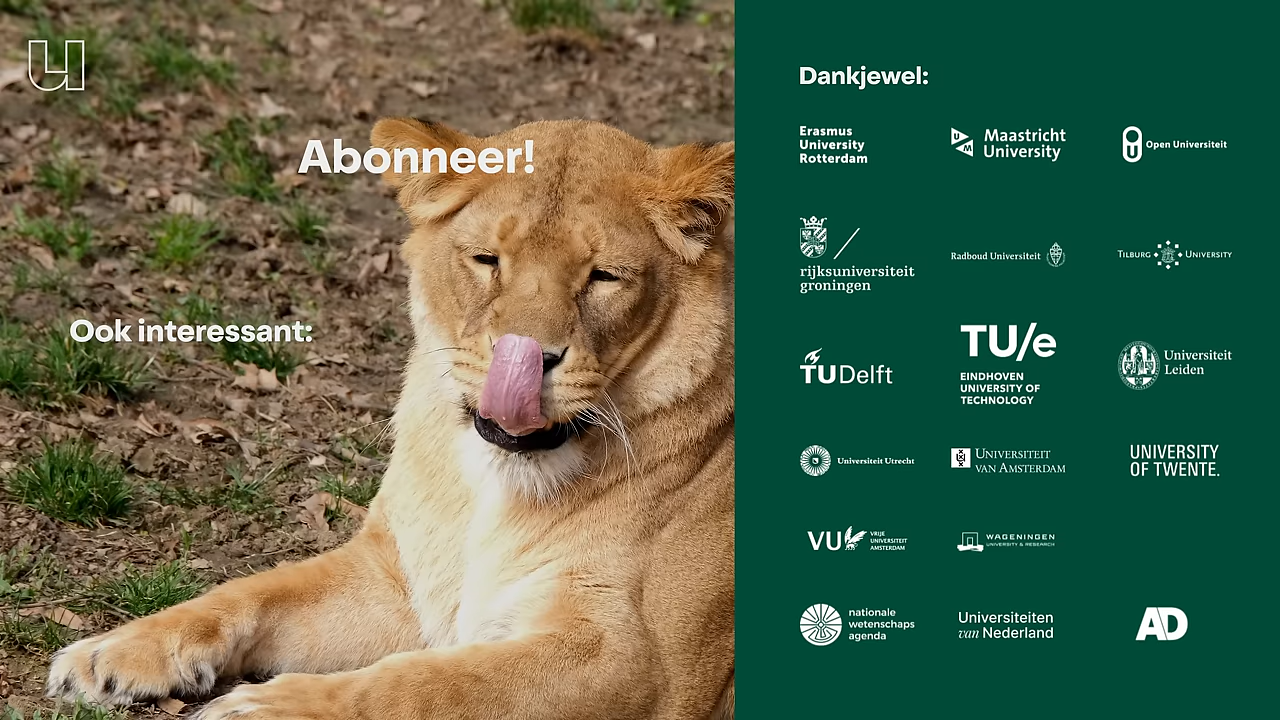 u
Abonneer!
Ook interessant:
Dankjewel:
Erasmus
University
Rotterdam
UM
Maastricht
University
Open Universiteit
rijksuniversiteit
groningen
Radboud Universiteit
TILBURG UNIVERSITY
TU Delft
TU/e
EINDHOVEN
UNIVERSITY OF
TECHNOLOGY
Universiteit
Leiden
Universiteit Utrecht
UNIVERSITEIT
VAN AMSTERDAM
UNIVERSITY
OF TWENTE.
VU
VRIJE
UNIVERSITEIT
AMSTERDAM
WAGENINGEN
UNIVERSITY & RESEARCH
nationale
wetenschaps
agenda
Universiteiten
van Nederland
AD